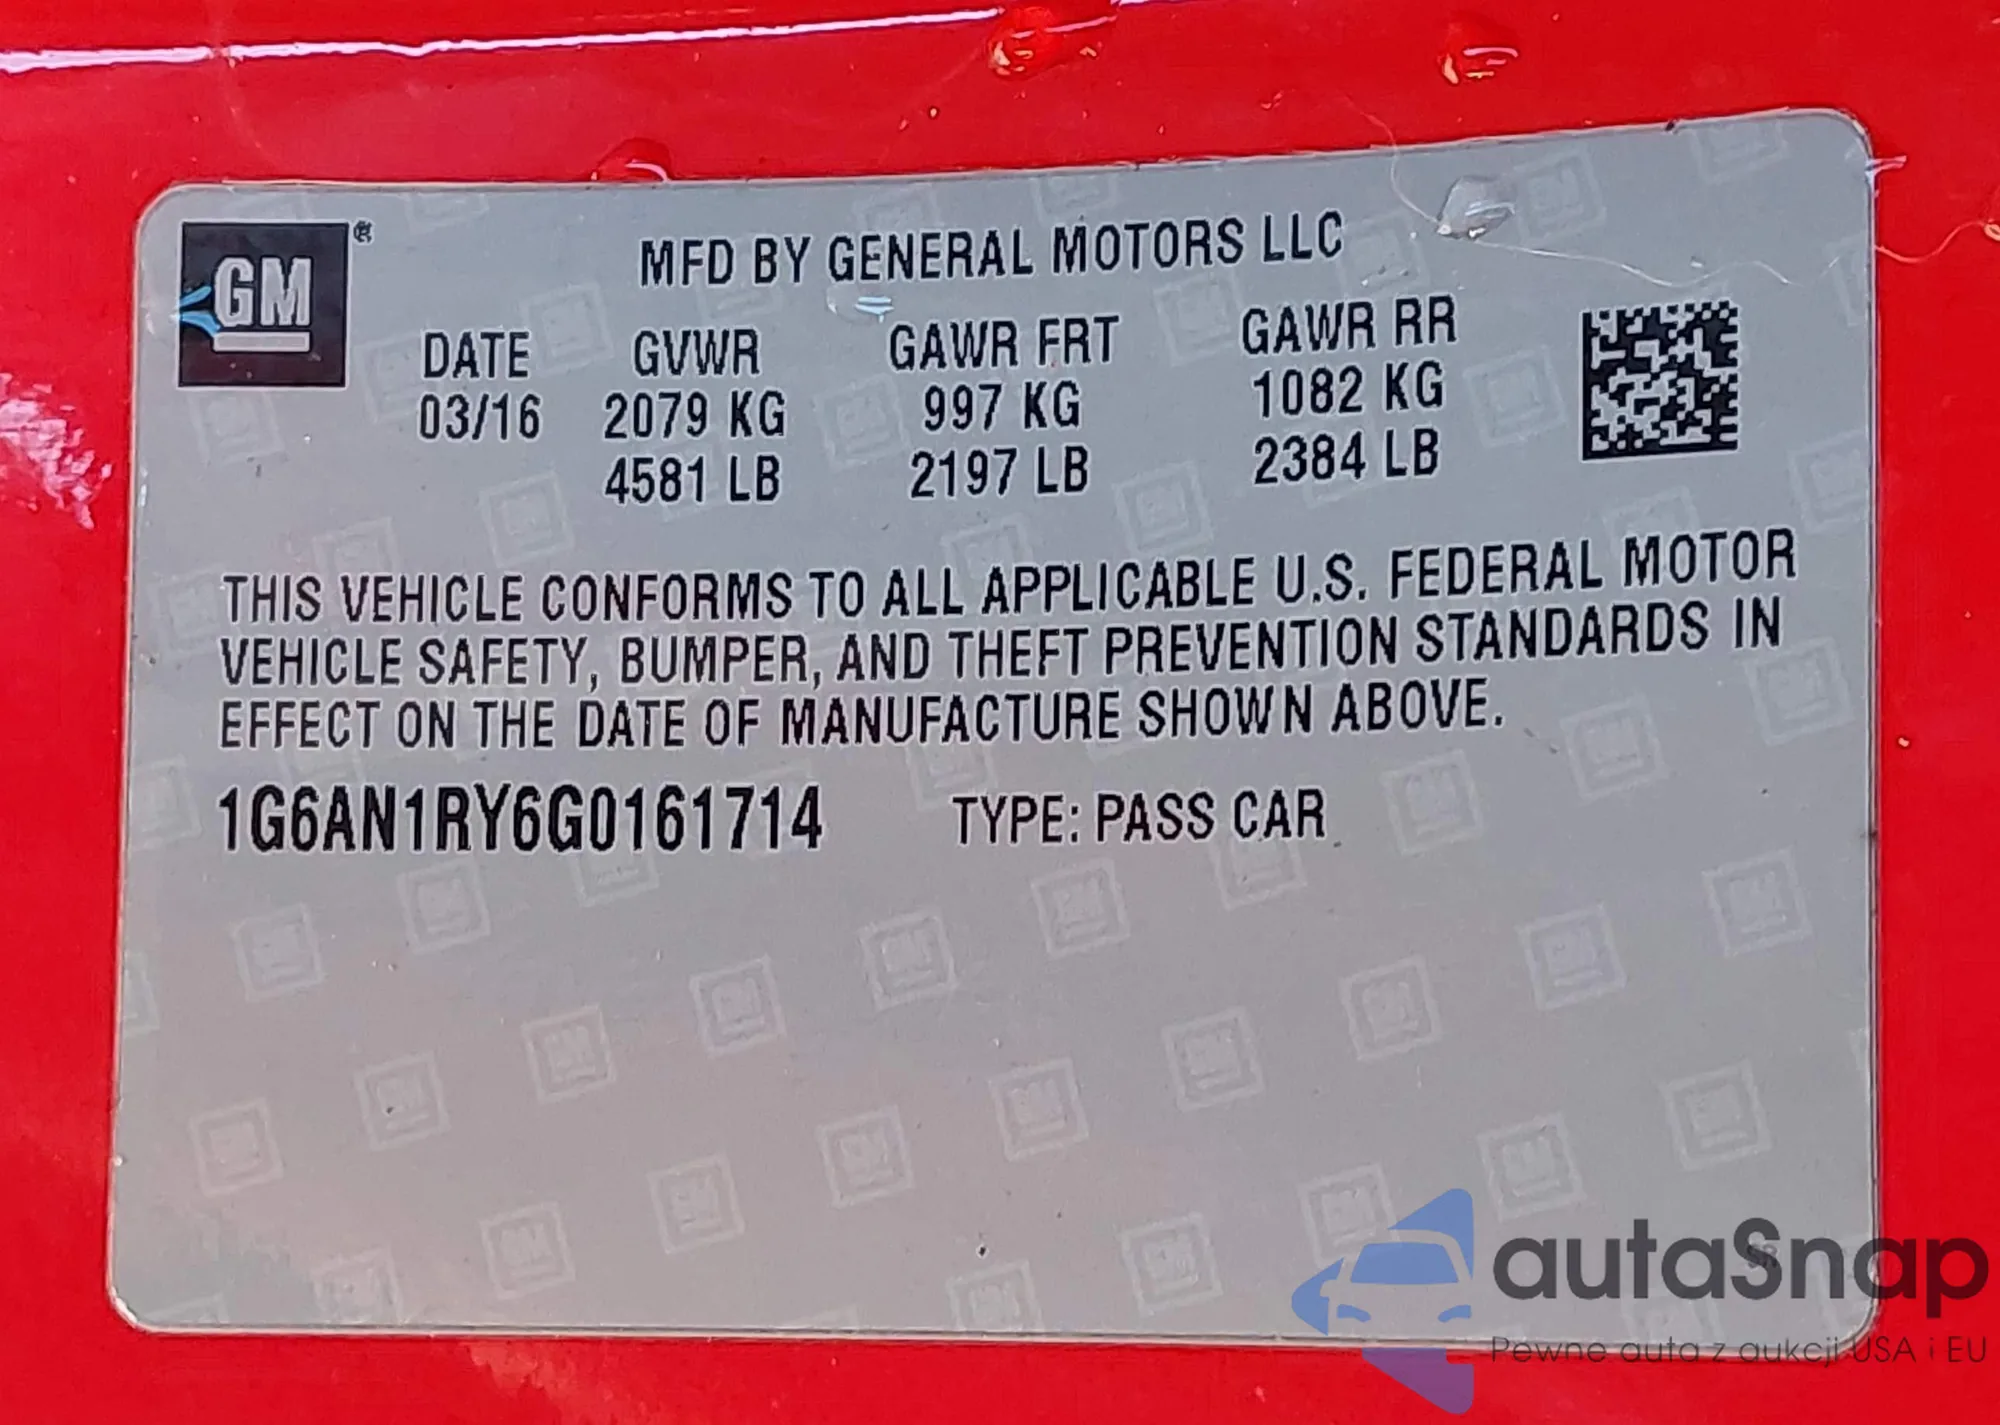 GM ®
MFD BY GENERAL MOTORS LLC
DATE GVWR GAWR FRT GAWR RR
03/16 2079 KG 997 KG 1082 KG
4581 LB 2197 LB 2384 LB
THIS VEHICLE CONFORMS TO ALL APPLICABLE U.S. FEDERAL MOTOR
VEHICLE SAFETY, BUMPER, AND THEFT PREVENTION STANDARDS IN
EFFECT ON THE DATE OF MANUFACTURE SHOWN ABOVE.
1G6AN1RY6G0161714 TYPE: PASS CAR
autaSnap
Pewne auta z aukcji USA i EU